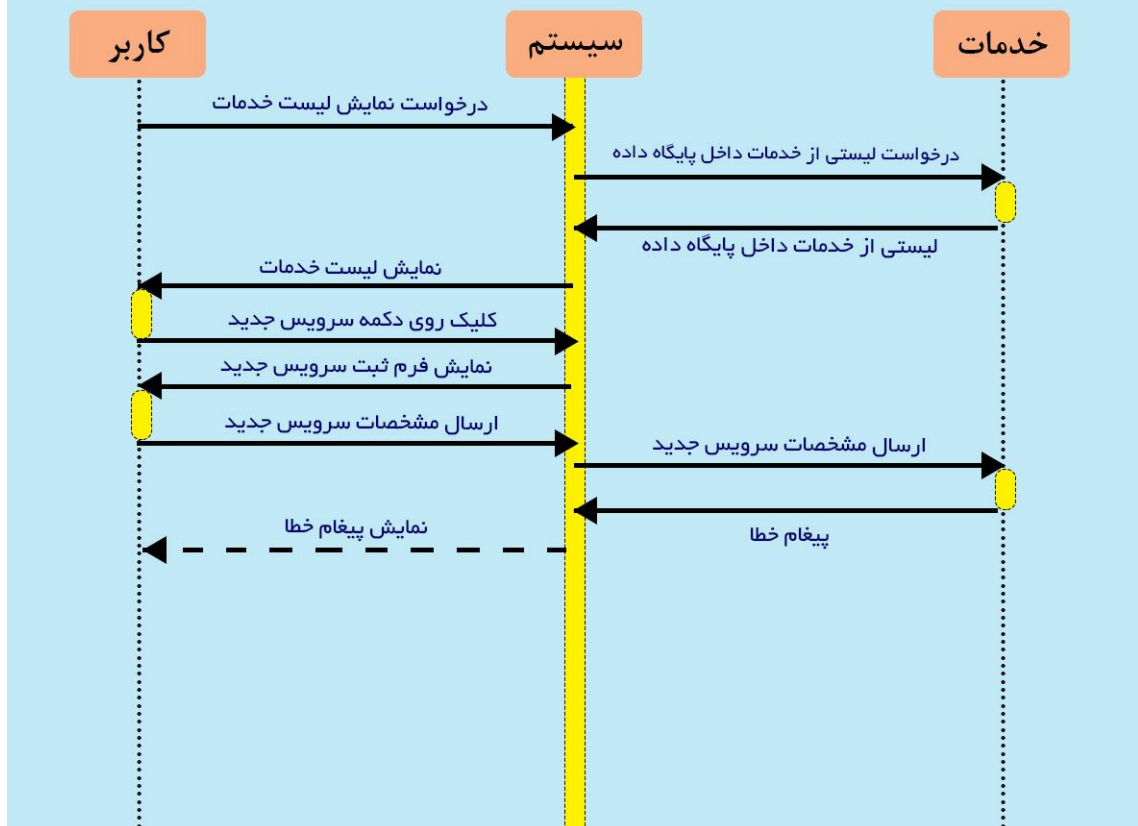 کاربر
سیستم
خدمات
درخواست نمایش لیست خدمات
درخواست لیستی از خدمات داخل پایگاه داده
لیستی از خدمات داخل پایگاه داده
نمایش لیست خدمات
کلیک روی دکمه سرویس جدید
نمایش فرم ثبت سرویس جدید
ارسال مشخصات سرویس جدید
ارسال مشخصات سرویس جدید
پیغام خطا
نمایش پیغام خطا